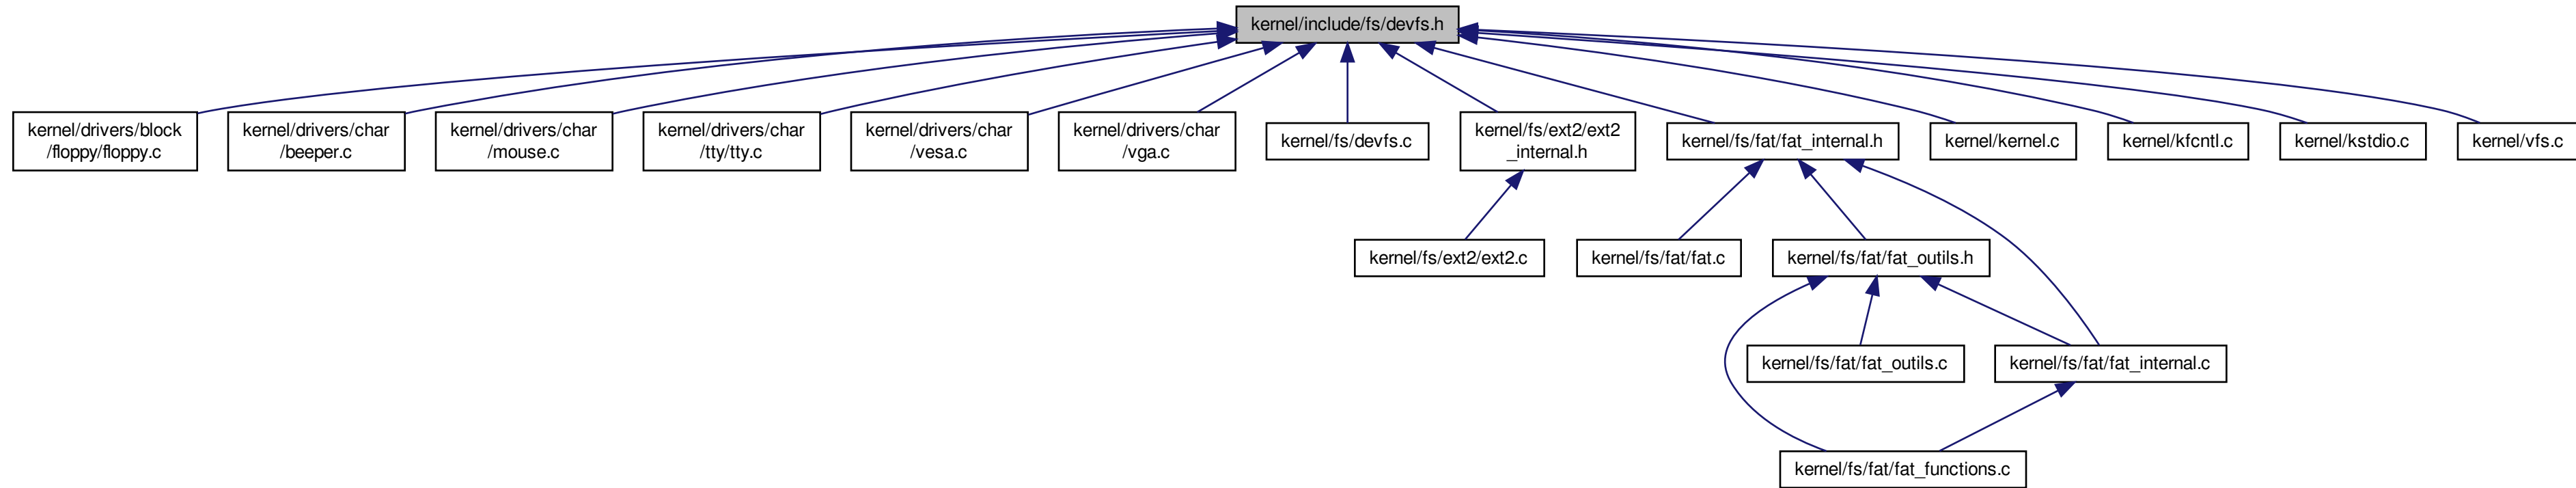 kernel/include/fs/devfs.h
kernel/drivers/block
/floppy/floppy.c
kernel/drivers/char
/beeper.c
kernel/drivers/char
/mouse.c
kernel/drivers/char
/tty/tty.c
kernel/drivers/char
/vesa.c
kernel/drivers/char
/vga.c
kernel/fs/devfs.c
kernel/fs/ext2/ext2
_internal.h
kernel/fs/fat/fat_internal.h
kernel/kernel.c
kernel/kfcntl.c
kernel/kstdio.c
kernel/vfs.c
kernel/fs/ext2/ext2.c
kernel/fs/fat/fat.c
kernel/fs/fat/fat_outils.h
kernel/fs/fat/fat_outils.c
kernel/fs/fat/fat_internal.c
kernel/fs/fat/fat_functions.c